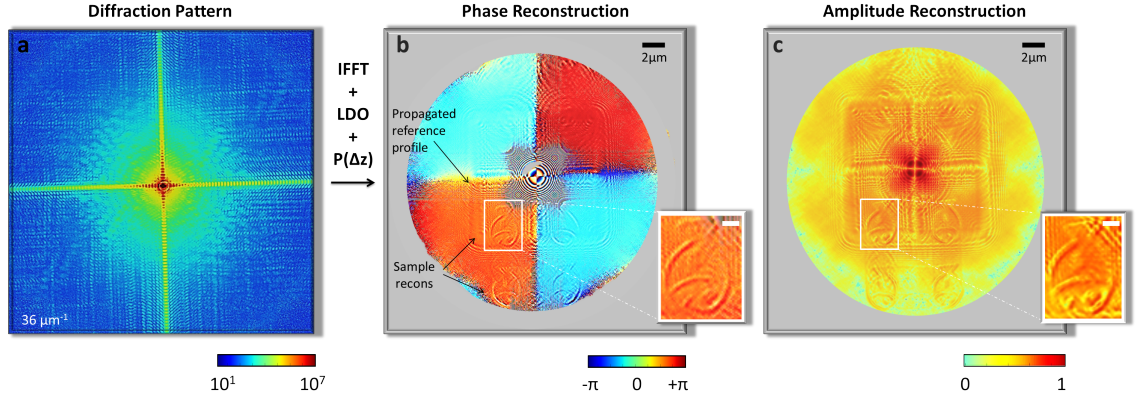 Diffraction Pattern
Phase Reconstruction
Amplitude Reconstruction
a
36 µm⁻¹
10¹
10⁷
IFFT
+
LDO
+
P(Δz)
b
2µm
Propagated
reference
profile
Sample
recons
-π
0
+π
c
2µm
0
1